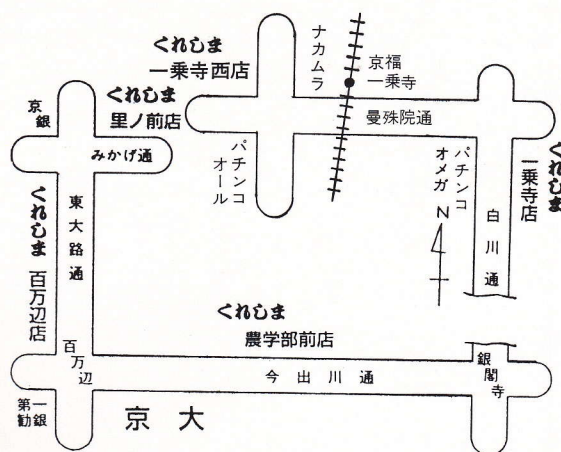 くれしま
一乗寺西店
ナカムラ
京福
一乗寺
くれしま
里ノ前店
京銀
みかげ通
曼殊院通
パチンコ
オール
パチンコ
オメガ
くれしま
一乗寺店
N
白川通
東大路通
くれしま
百万辺店
くれしま
農学部前店
百万辺
今出川通
銀閣寺
第一
勧銀
京大